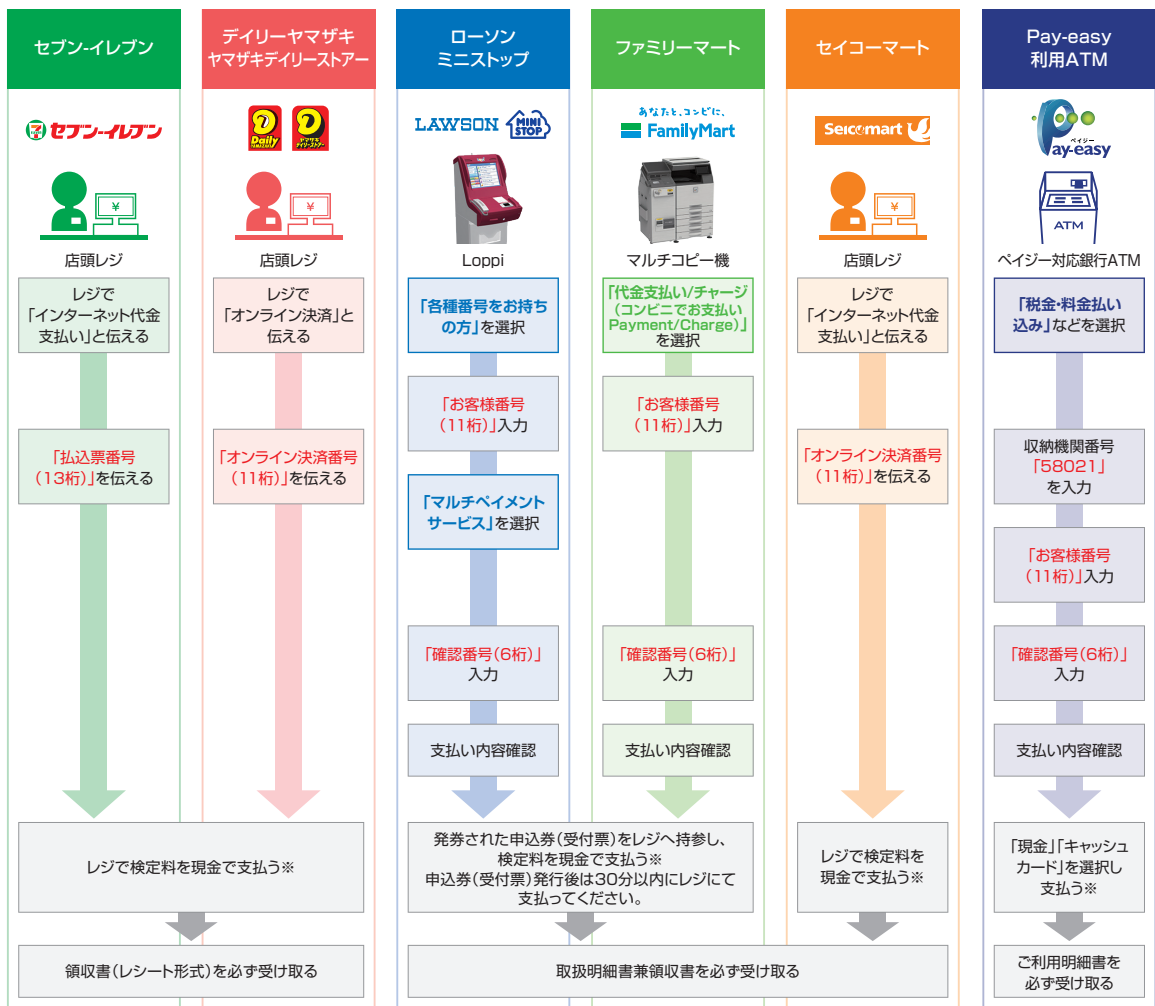 セブン-イレブン
デイリーヤマザキ
ヤマザキデイリーストアー
ローソン
ミニストップ
ファミリーマート
セイコーマート
Pay-easy
利用ATM
セブン-イレブン
Daily
YAMAZAKI
ヤマザキ
デイリーストアー
LAWSON
MINI
STOP
あなたと、コンビに、
FamilyMart
Seicomart
ペイジー
Pay-easy
¥
¥
¥
ATM
店頭レジ
店頭レジ
Loppi
マルチコピー機
店頭レジ
ペイジー対応銀行ATM
レジで
「インターネット代金
支払い」と伝える
レジで
「オンライン決済」と
伝える
「各種番号をお持ち
の方」を選択
「代金支払い/チャージ
(コンビニでお支払い
Payment/Charge)」
を選択
レジで
「インターネット代金
支払い」と伝える
「税金・料金払い
込み」などを選択
「お客様番号
(11桁)」入力
「お客様番号
(11桁)」入力
「払込票番号
(13桁)」を伝える
「オンライン決済番号
(11桁)」を伝える
「マルチペイメント
サービス」を選択
「オンライン決済番号
(11桁)」を伝える
収納機関番号
「58021」
を入力
「お客様番号
(11桁)」入力
「確認番号(6桁)」
入力
「確認番号(6桁)」
入力
「確認番号(6桁)」
入力
支払い内容確認
支払い内容確認
支払い内容確認
レジで検定料を現金で支払う※
発券された申込券(受付票)をレジへ持参し、
検定料を現金で支払う※
申込券(受付票)発行後は30分以内にレジにて
支払ってください。
レジで検定料を
現金で支払う※
「現金」「キャッシュ
カード」を選択し
支払う※
領収書(レシート形式)を必ず受け取る
取扱明細書兼領収書を必ず受け取る
ご利用明細書を
必ず受け取る